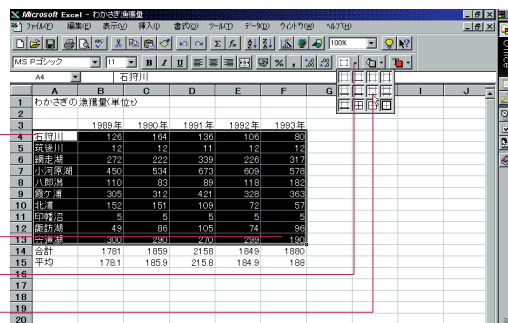 Microsoft Excel - わかさぎ漁獲量
ファイル(F) 編集(E) 表示(V) 挿入(I) 書式(O) ツール(T) データ(D) ウィンドウ(W) ヘルプ(H)
100%
MS Pゴシック 11 B I U % ,
A4 石狩川
A B C D E F G I J
1 わかさぎの漁獲量(単位t)
2
3 1989年 1990年 1991年 1992年 1993年
4 石狩川 126 164 136 106 80
5 筑後川 12 12 11 12 12
6 網走湖 272 222 339 226 317
7 小河原湖 450 534 673 609 578
8 八郎潟 110 83 89 118 182
9 霞ケ浦 305 312 421 328 363
10 北浦 152 151 109 72 57
11 印幡沼 5 5 5 5 5
12 諏訪湖 49 86 105 74 96
13 宍道湖 300 290 270 299 190
14 合計 1781 1859 2158 1849 1880
15 平均 178.1 185.9 215.8 184.9 188
16
17
18
19
20
Office